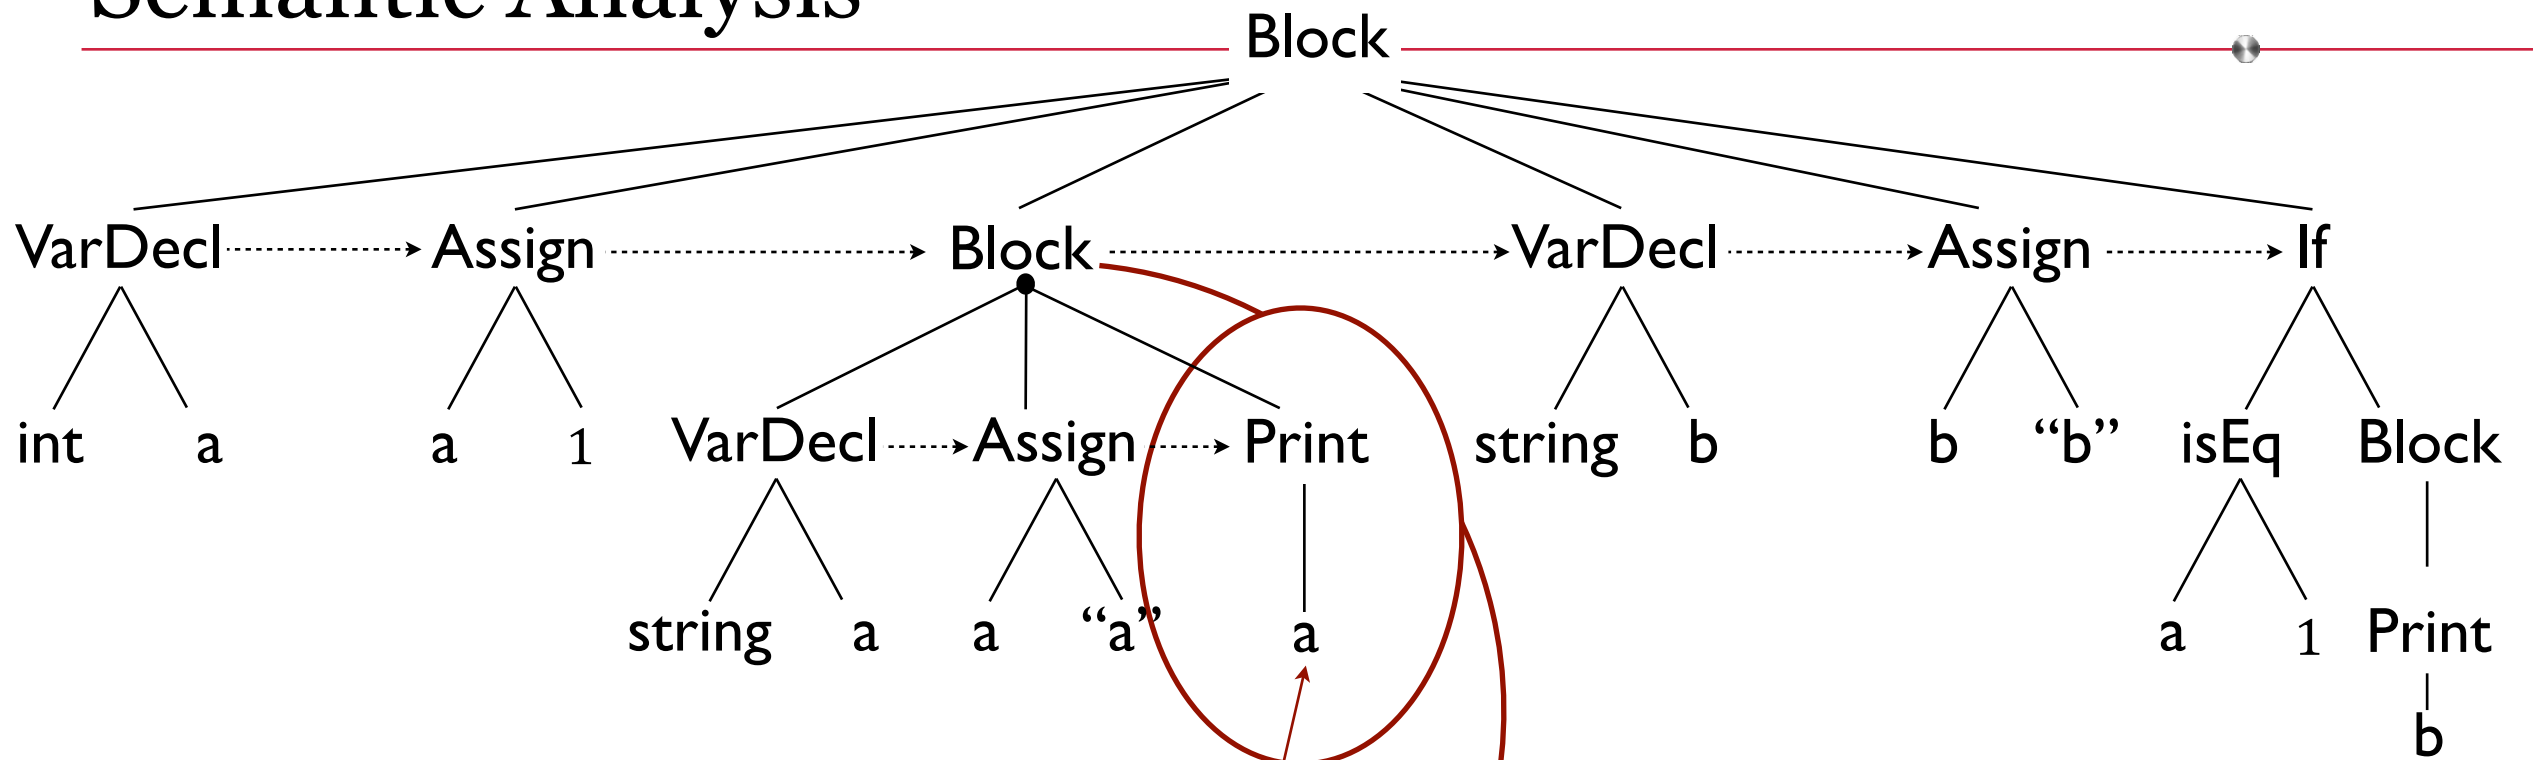 Semantic Analysis
Block
VarDecl Assign Block VarDecl Assign If
int a a 1 VarDecl Assign Print string b b “b” isEq Block
string a a “a” a a 1 Print
b